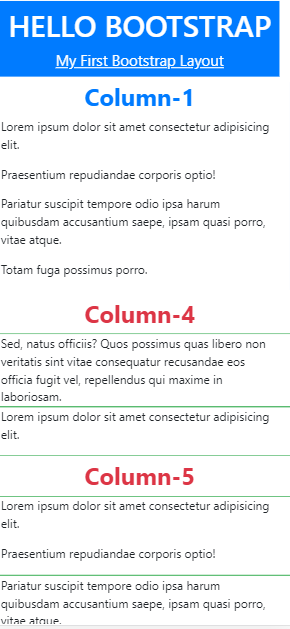 HELLO BOOTSTRAP
My First Bootstrap Layout
Column-1
Lorem ipsum dolor sit amet consectetur adipisicing
elit.
Praesentium repudiandae corporis optio!
Pariatur suscipit tempore odio ipsa harum
quibusdam accusantium saepe, ipsam quasi porro,
vitae atque.
Totam fuga possimus porro.
Column-4
Sed, natus officiis? Quos possimus quas libero non
veritatis sint vitae consequatur recusandae eos
officia fugit vel, repellendus qui maxime in
laboriosam.
Lorem ipsum dolor sit amet consectetur adipisicing
elit.
Column-5
Lorem ipsum dolor sit amet consectetur adipisicing
elit.
Praesentium repudiandae corporis optio!
Pariatur suscipit tempore odio ipsa harum
quibusdam accusantium saepe, ipsam quasi porro,
vitae atque.